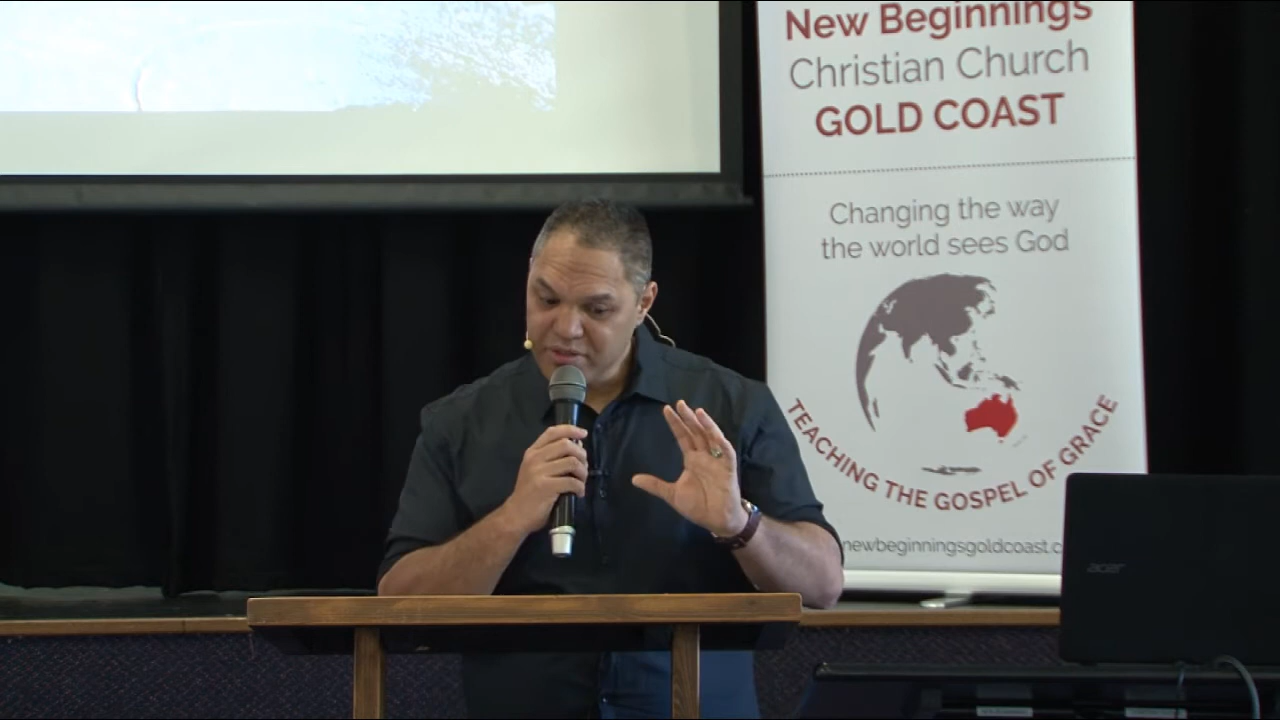 New Beginnings
Christian Church
GOLD COAST
Changing the way
the world sees God
TEACHING THE GOSPEL OF GRACE
newbeginningsgoldcoast.c
acer